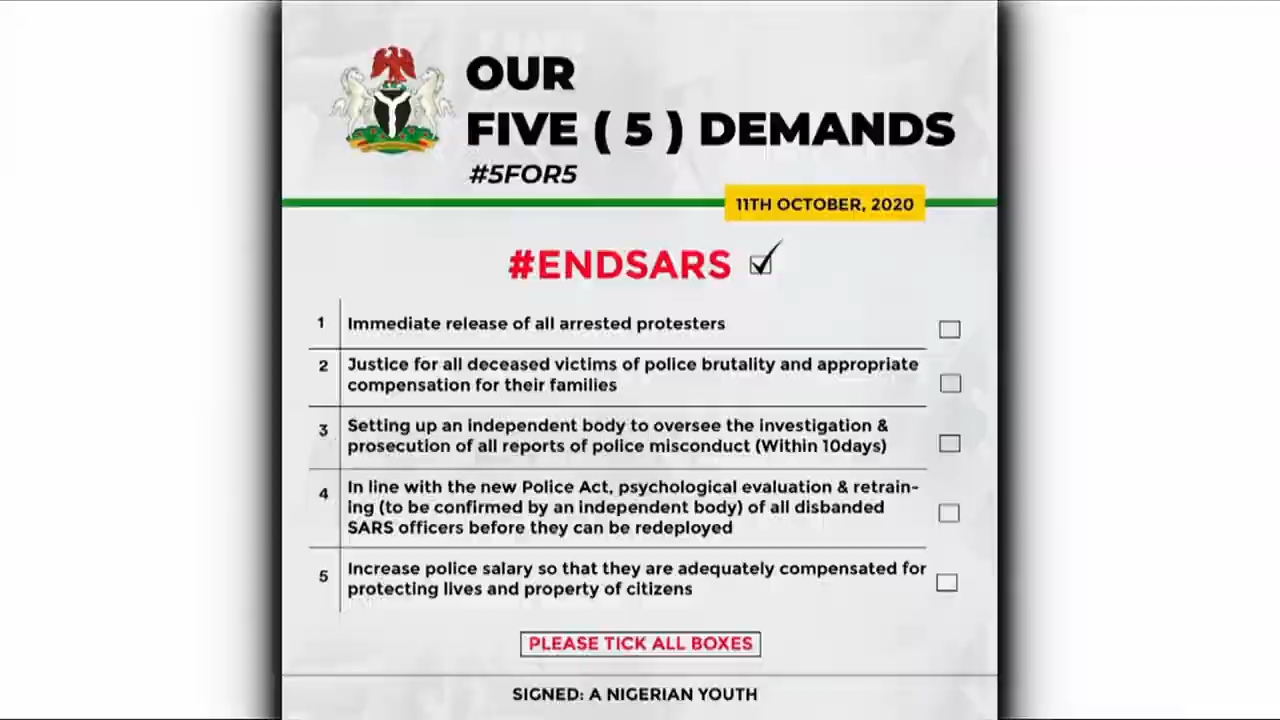 OUR
FIVE ( 5 ) DEMANDS
#5FOR5
11TH OCTOBER, 2020
#ENDSARS
1 Immediate release of all arrested protesters
2 Justice for all deceased victims of police brutality and appropriate
compensation for their families
3 Setting up an independent body to oversee the investigation &
prosecution of all reports of police misconduct (Within 10days)
4 In line with the new Police Act, psychological evaluation & retrain-
ing (to be confirmed by an independent body) of all disbanded
SARS officers before they can be redeployed
5 Increase police salary so that they are adequately compensated for
protecting lives and property of citizens
PLEASE TICK ALL BOXES
SIGNED: A NIGERIAN YOUTH